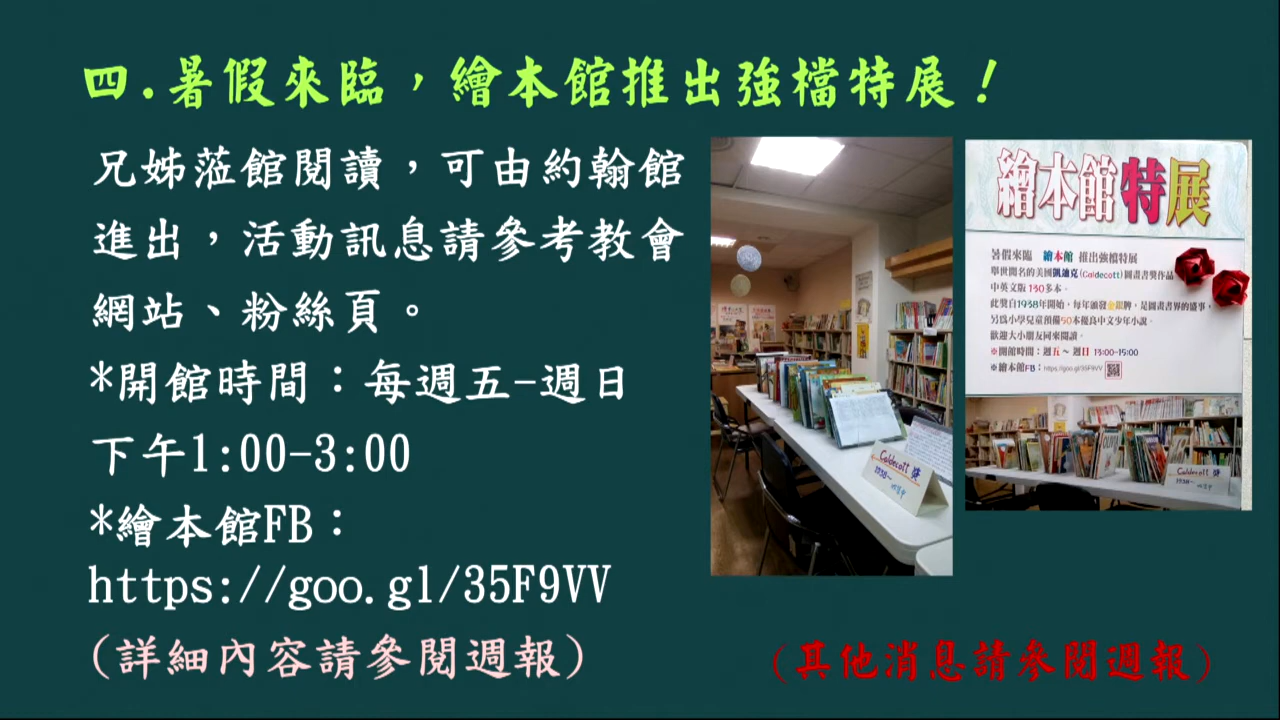 四.暑假來臨，繪本館推出強檔特展！
兄姊蒞館閱讀，可由約翰館
進出，活動訊息請參考教會
網站、粉絲頁。
*開館時間：每週五-週日
下午1:00-3:00
*繪本館FB：
https://goo.gl/35F9VV
(詳細內容請參閱週報)
Caldecott 獎
1938~
繪本館特展
暑假來臨 繪本館 推出強檔特展
舉世聞名的美國凱迪克(Caldecott)圖畫書獎作品
中英文版 130多本。
此獎自1938年開始，每年頒發金銀牌，是圖畫書界的盛事，
另為小學兒童預備50本優良中文少年小說。
歡迎大小朋友同來閱讀。
※開館時間：週五～週日 13:00-15:00
※繪本館FB：https://goo.gl/35F9VV
Caldecott 獎
1938~
(其他消息請參閱週報)